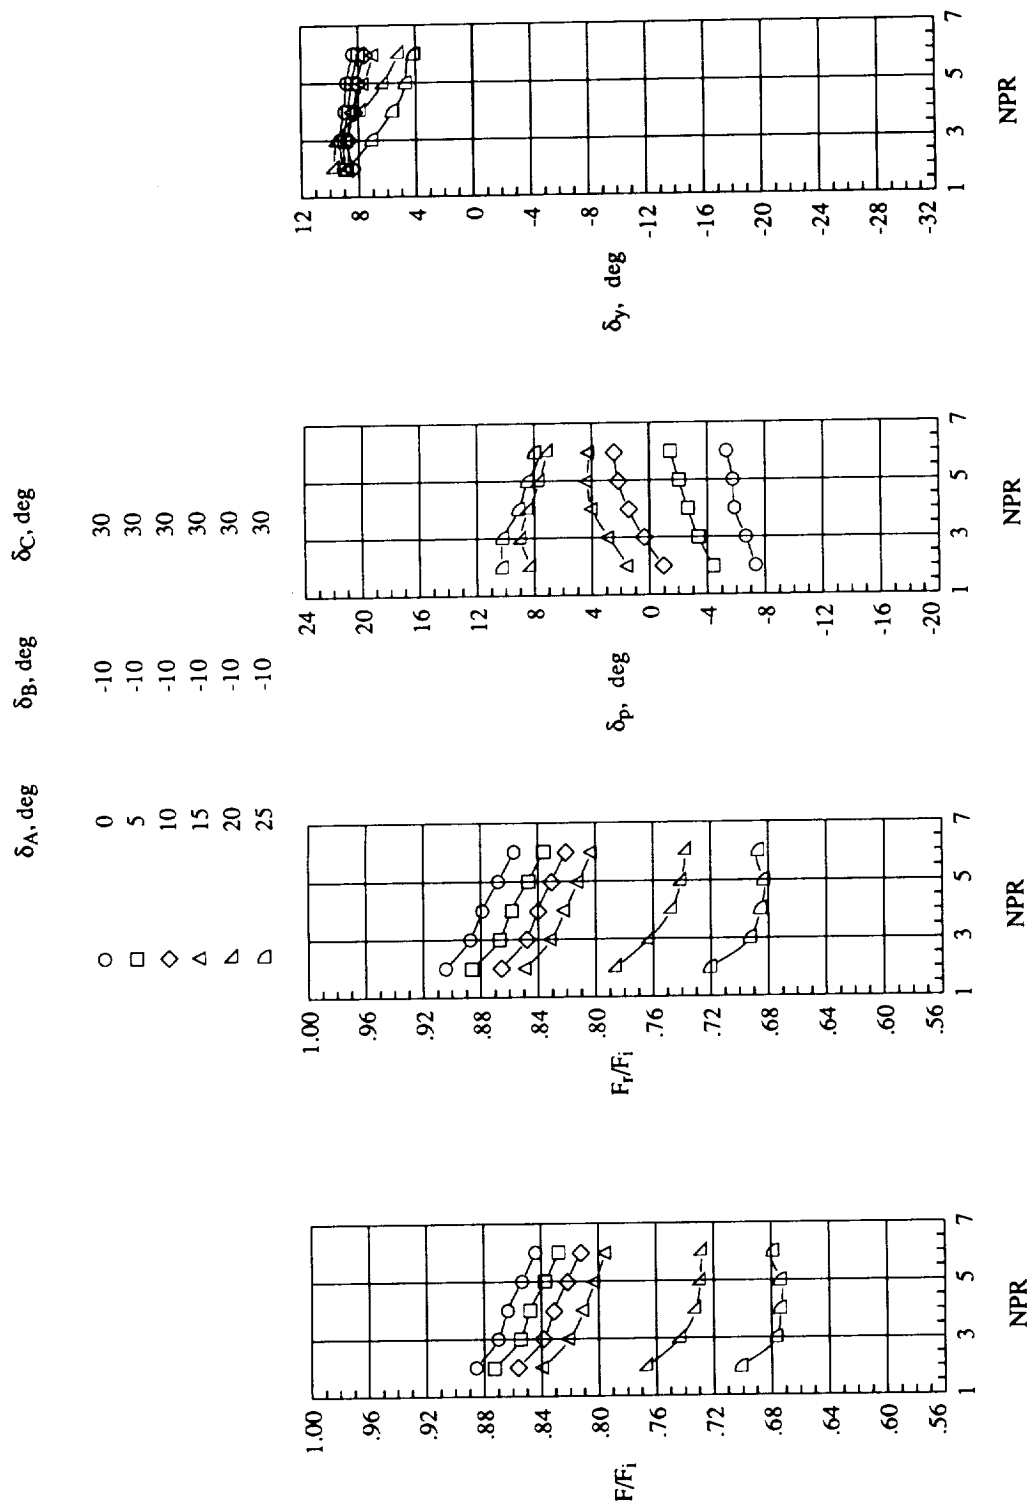 δA, deg δB, deg δC, deg
0 -10 30
5 -10 30
10 -10 30
15 -10 30
20 -10 30
25 -10 30
1.00
.96
.92
.88
.84
.80
.76
.72
.68
.64
.60
.56
F/Fi
1 3 5 7
NPR
1.00
.96
.92
.88
.84
.80
.76
.72
.68
.64
.60
.56
Fr/Fi
1 3 5 7
NPR
24
20
16
12
8
4
0
-4
-8
-12
-16
-20
δp, deg
1 3 5 7
NPR
12
8
4
0
-4
-8
-12
-16
-20
-24
-28
-32
δy, deg
1 3 5 7
NPR